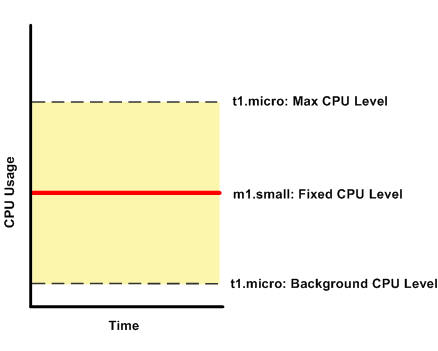 t1.micro: Max CPU Level
CPU Usage
m1.small: Fixed CPU Level
t1.micro: Background CPU Level
Time